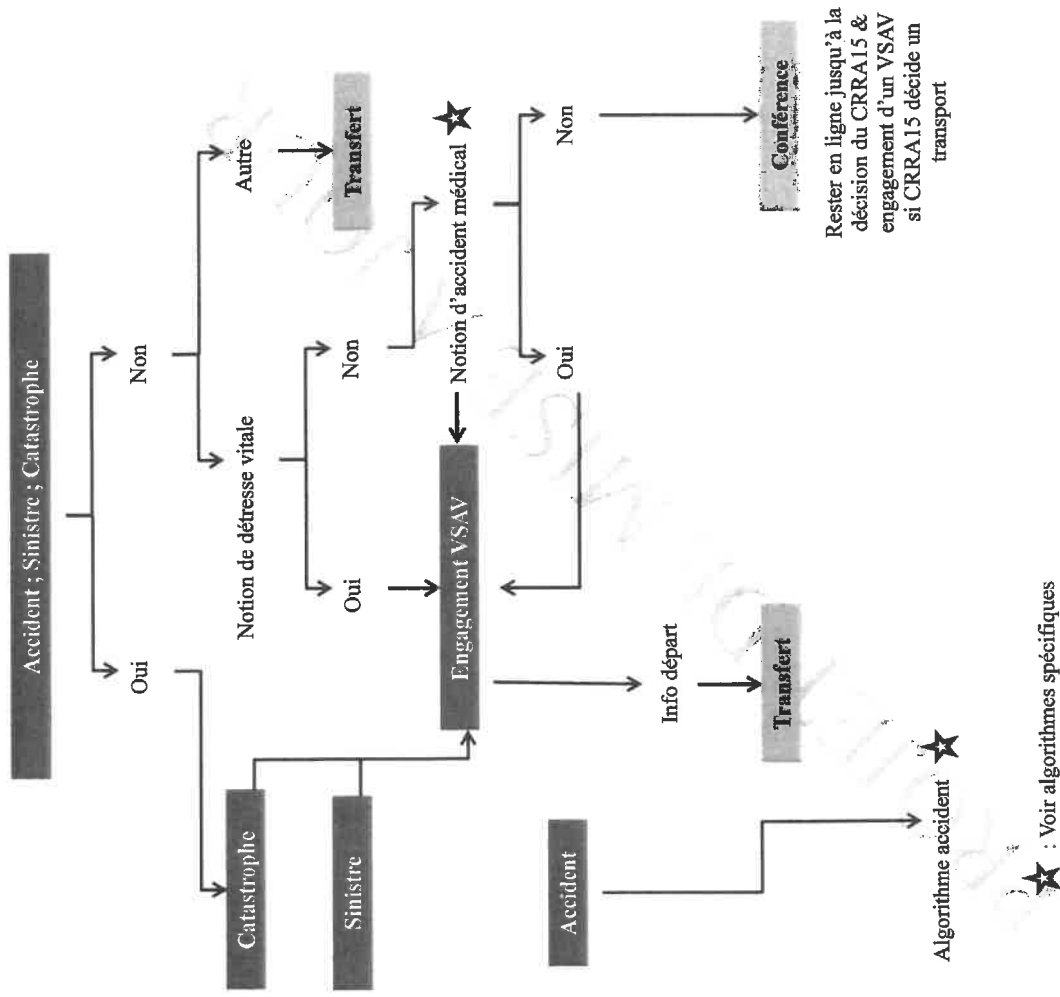 Accident ; Sinistre ; Catastrophe
Oui
Non
Catastrophe
Notion de détresse vitale
Autre
Sinistre
Oui
Non
Transfert
Engagement VSAV
Notion d'accident médical
Accident
Oui
Non
Info départ
Transfert
Conférence
Rester en ligne jusqu'à la
décision du CRRA15 &
engagement d'un VSAV
si CRRA15 décide un
transport
Algorithme accident
: Voir algorithmes spécifiques